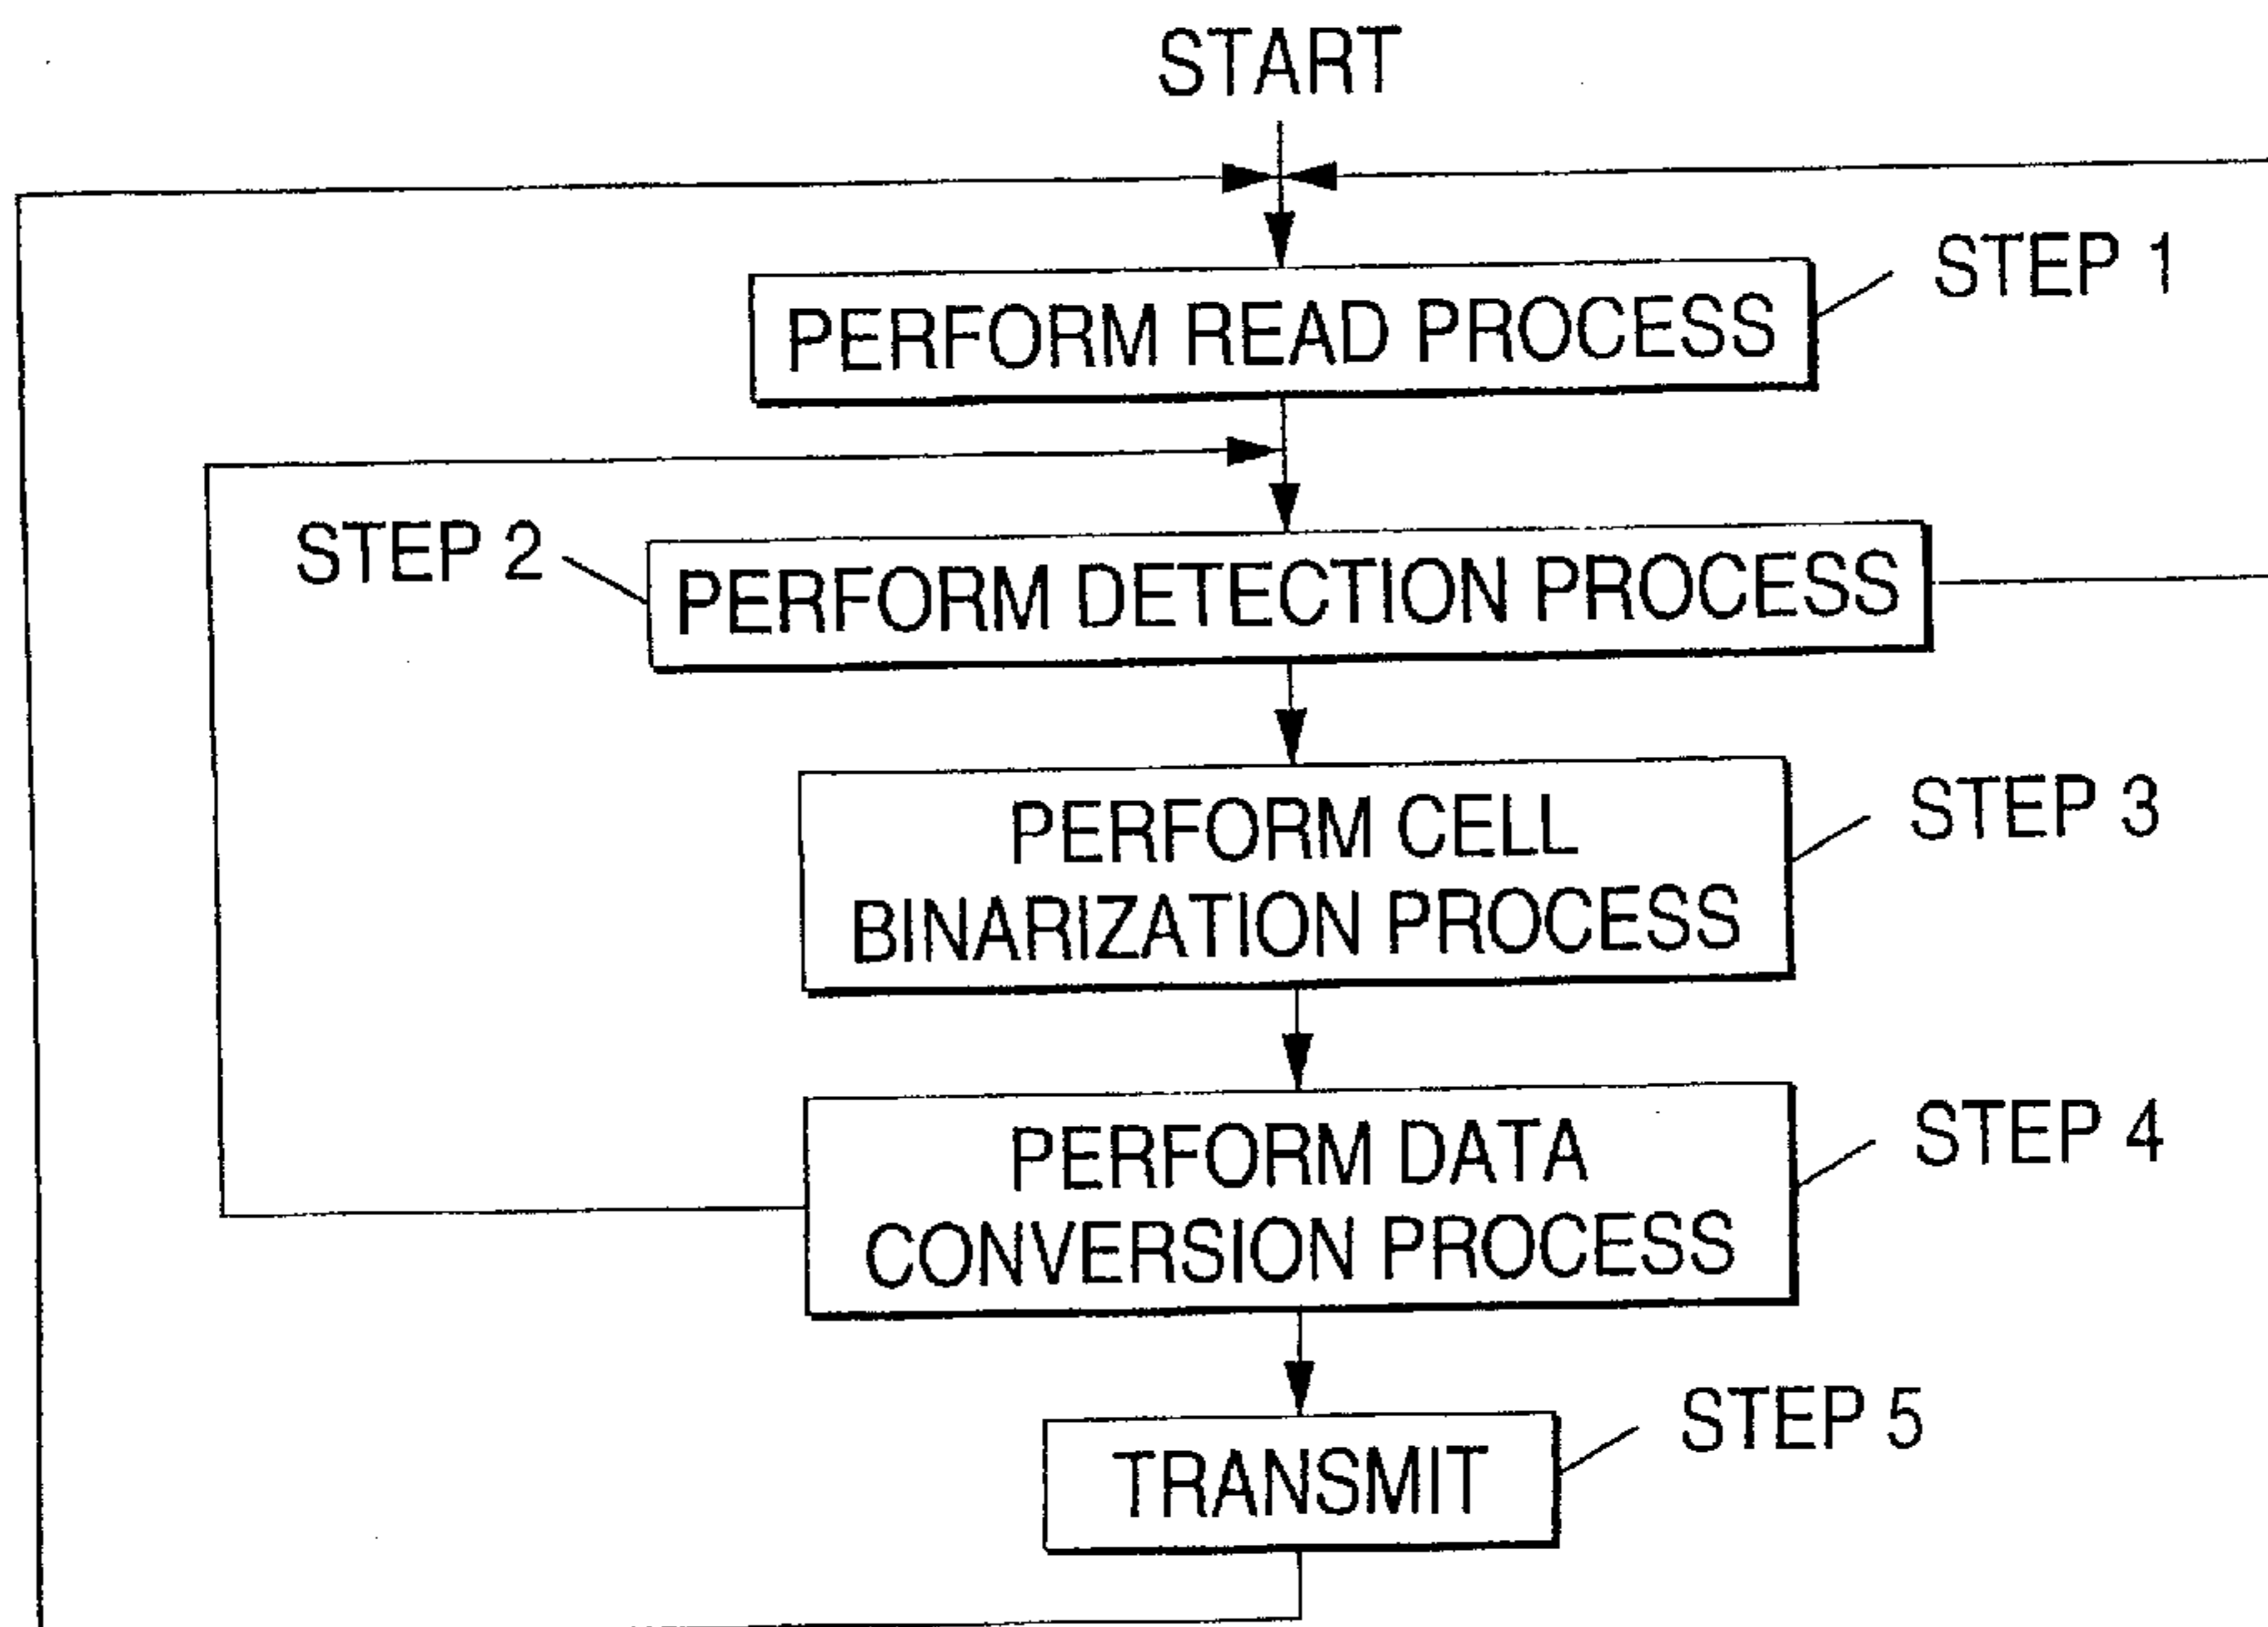 START
STEP 1
PERFORM READ PROCESS
STEP 2
PERFORM DETECTION PROCESS
STEP 3
PERFORM CELL
BINARIZATION PROCESS
STEP 4
PERFORM DATA
CONVERSION PROCESS
STEP 5
TRANSMIT